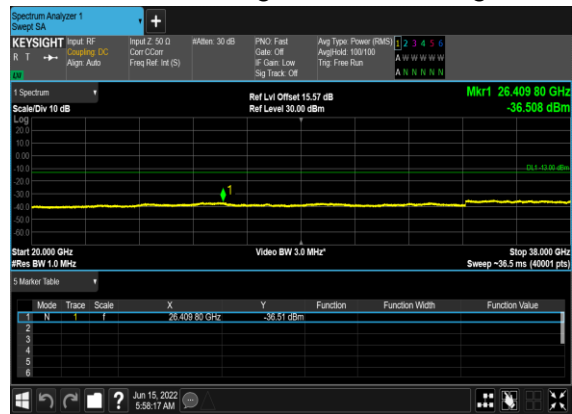 Spectrum Analyzer 1
Swept SA
KEYSIGHT Input: RF Input Z: 50 Ω #Atten: 30 dB PNO: Fast Avg Type: Power (RMS) 1 2 3 4 5 6
R T Coupling: DC Corr CCorr Gate: Off Avg|Hold: 100/100 A W W W W W
Align: Auto Freq Ref: Int (S) IF Gain: Low Trig: Free Run
Sig Track: Off A N N N N N
1 Spectrum Ref Lvl Offset 15.57 dB Mkr1 26.409 80 GHz
Scale/Div 10 dB Ref Level 30.00 dBm -36.508 dBm
Log
20.0
10.0
0.00
-10.0 DL1 -13.00 dBm
-20.0
-30.0 1
-40.0
-50.0
-60.0
Start 20.000 GHz Video BW 3.0 MHz* Stop 38.000 GHz
#Res BW 1.0 MHz Sweep ~36.5 ms (40001 pts)
5 Marker Table
Mode Trace Scale X Y Function Function Width Function Value
1 N 1 f 26.409 80 GHz -36.51 dBm
2
3
4
5
6
? Jun 15, 2022
5:56:17 AM